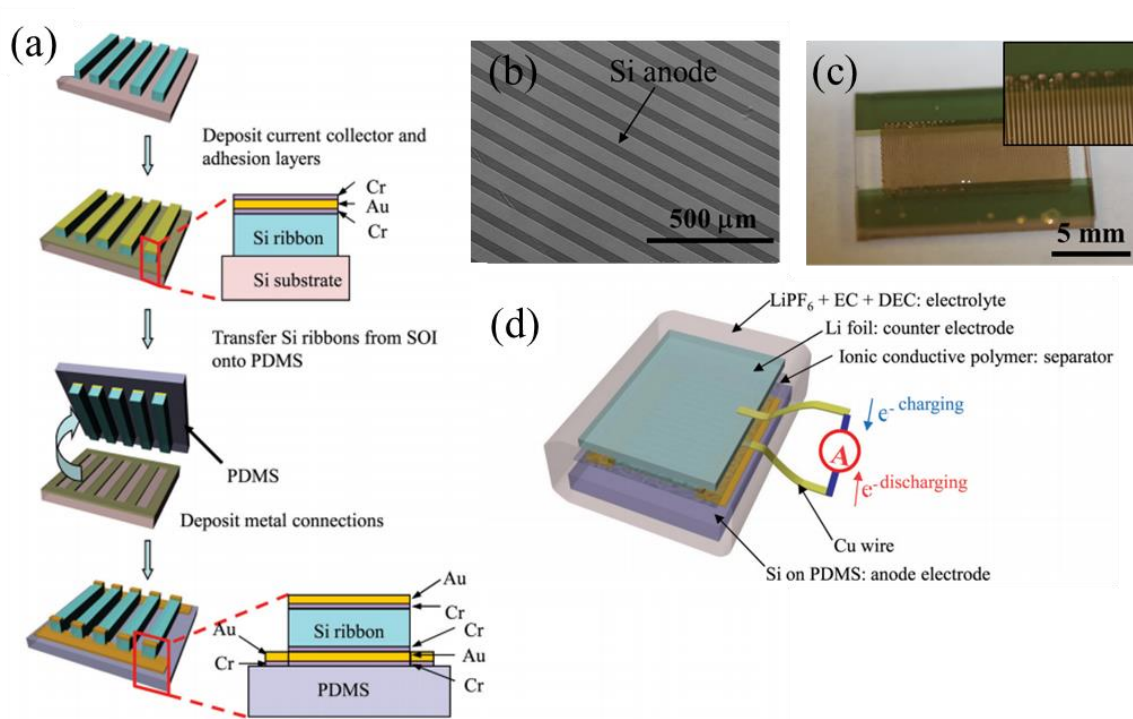 (a)
Deposit current collector and
adhesion layers
Cr
Au
Cr
Si ribbon
Si substrate
Transfer Si ribbons from SOI
onto PDMS
PDMS
Deposit metal connections
Au
Cr
Si ribbon
Cr
Au
Au
Cr
Cr
PDMS
(b)
Si anode
500 μm
(c)
5 mm
(d)
LiPF6 + EC + DEC: electrolyte
Li foil: counter electrode
Ionic conductive polymer: separator
e- charging
A
e- discharging
Cu wire
Si on PDMS: anode electrode